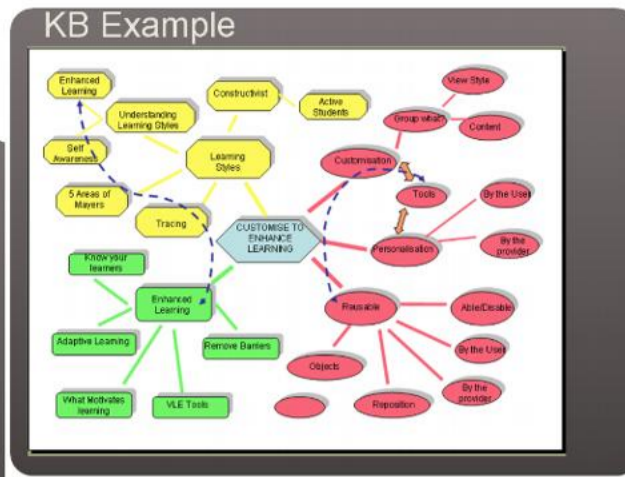 KB Example
Enhanced
Learning
Understanding
Learning Styles
Self
Awareness
5 Areas of
Mayers
Tracing
Learning
Styles
Constructivist
Active
Students
View Style
Group what?
Content
Customisation
Tools
By the User
Personalisation
By the
provider
CUSTOMISE TO
ENHANCE
LEARNING
Know your
learners
Enhanced
Learning
Adaptive Learning
Remove Barriers
What Motivates
learning
VLE Tools
Reusable
Able/Disable
By the User
By the
provider
Objects
Reposition